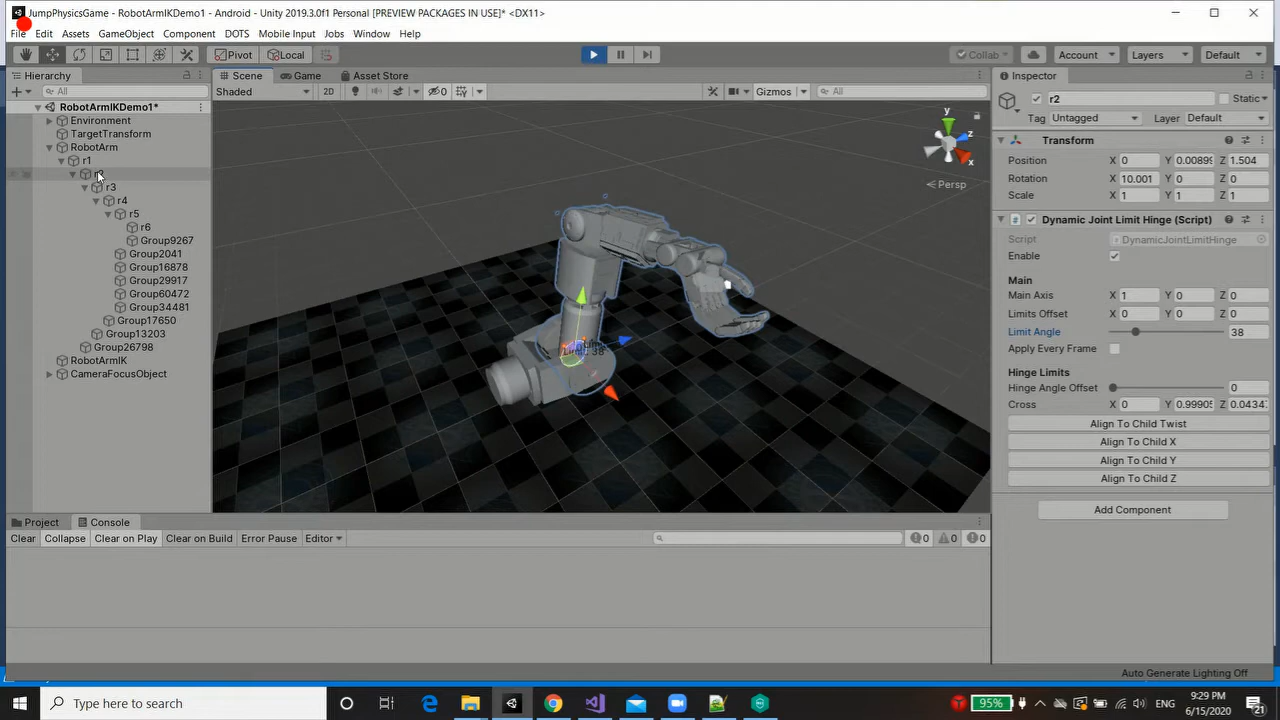 JumpPhysicsGame - RobotArmIKDemo1 - Android - Unity 2019.3.0f1 Personal [PREVIEW PACKAGES IN USE]* <DX11>
File Edit Assets GameObject Component DOTS Mobile Input Jobs Window Help
Pivot Local Collab Account Layers Default
Hierarchy Scene Game Asset Store Inspector
All Shaded 2D 0 Gizmos All r2 Static
RobotArmIKDemo1*
Tag Untagged Layer Default
Environment
TargetTransform
RobotArm
r1
r3
r4
r5
r6
Group9267
Group2041
Group16878
Group29917
Group60472
Group34481
Group17650
Group13203
Group26798
RobotArmIK
CameraFocusObject
y
z
x
Persp
38
Transform
Position X 0 Y 0.00899 Z 1.504
Rotation X 10.001 Y 0 Z 0
Scale X 1 Y 1 Z 1
Dynamic Joint Limit Hinge (Script)
Script DynamicJointLimitHinge
Enable
Main
Main Axis X 1 Y 0 Z 0
Limits Offset X 0 Y 0 Z 0
Limit Angle 38
Apply Every Frame
Hinge Limits
Hinge Angle Offset 0
Cross X 0 Y 0.99905 Z 0.0434
Align To Child Twist
Align To Child X
Align To Child Y
Align To Child Z
Add Component
Project Console
Clear Collapse Clear on Play Clear on Build Error Pause Editor 0 0 0
Auto Generate Lighting Off
Type here to search
95%
9:29 PM
6/15/2020
21